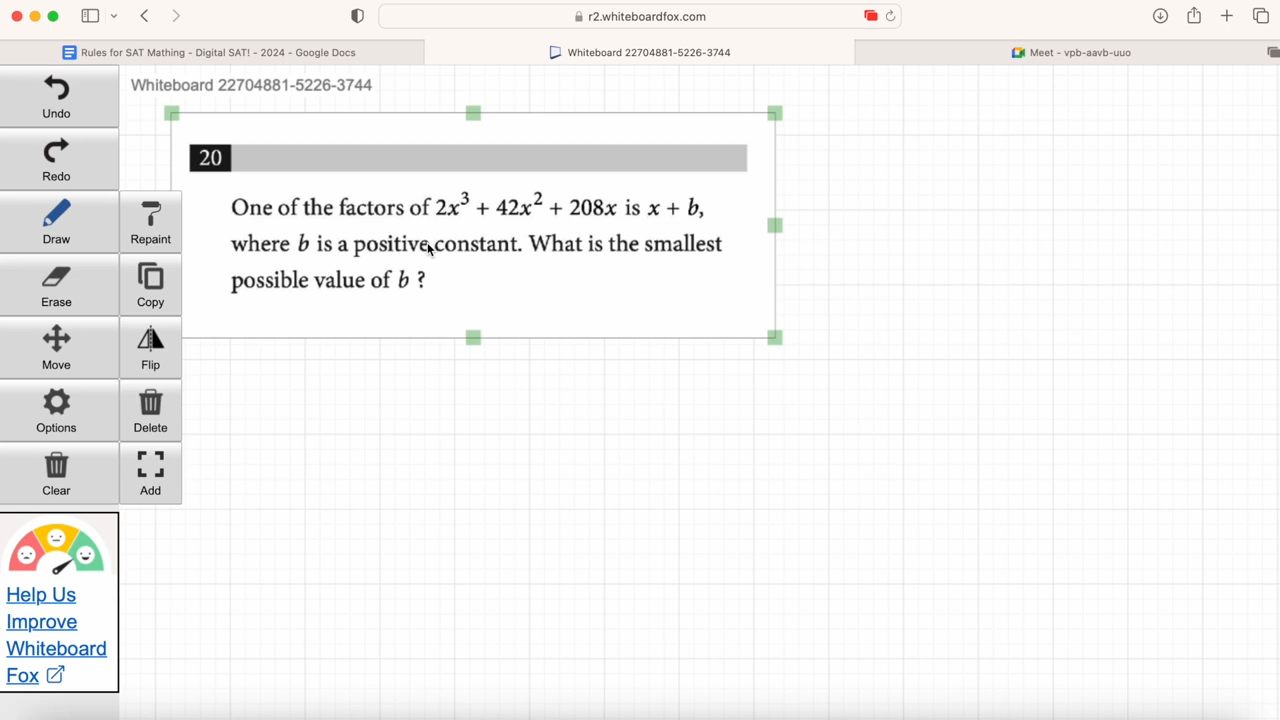 r2.whiteboardfox.com
Rules for SAT Mathing - Digital SAT! - 2024 - Google Docs
Whiteboard 22704881-5226-3744
Meet - vpb-aavb-uuo
Whiteboard 22704881-5226-3744
Undo
Redo
Draw
Repaint
Erase
Copy
Move
Flip
Options
Delete
Clear
Add
20
One of the factors of 2x³ + 42x² + 208x is x + b,
where b is a positive constant. What is the smallest
possible value of b ?
Help Us
Improve
Whiteboard
Fox